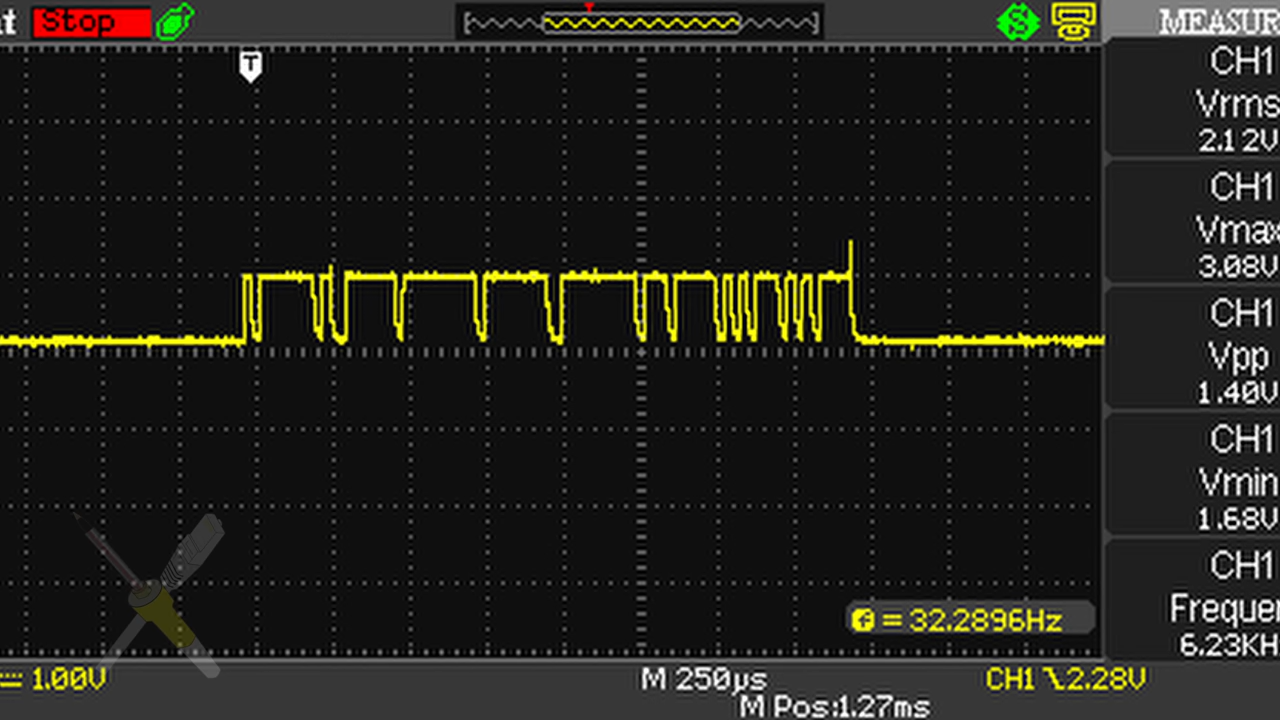 t Stop
T
MEASUR
CH1
Vrms
2.12V
CH1
Vmax
3.08V
CH1
Vpp
1.40V
CH1
Vmin
1.68V
CH1
Frequen
6.23KH
f = 32.2896Hz
1.00V
M 250µs
CH1 2.28V
M Pos:1.27ms